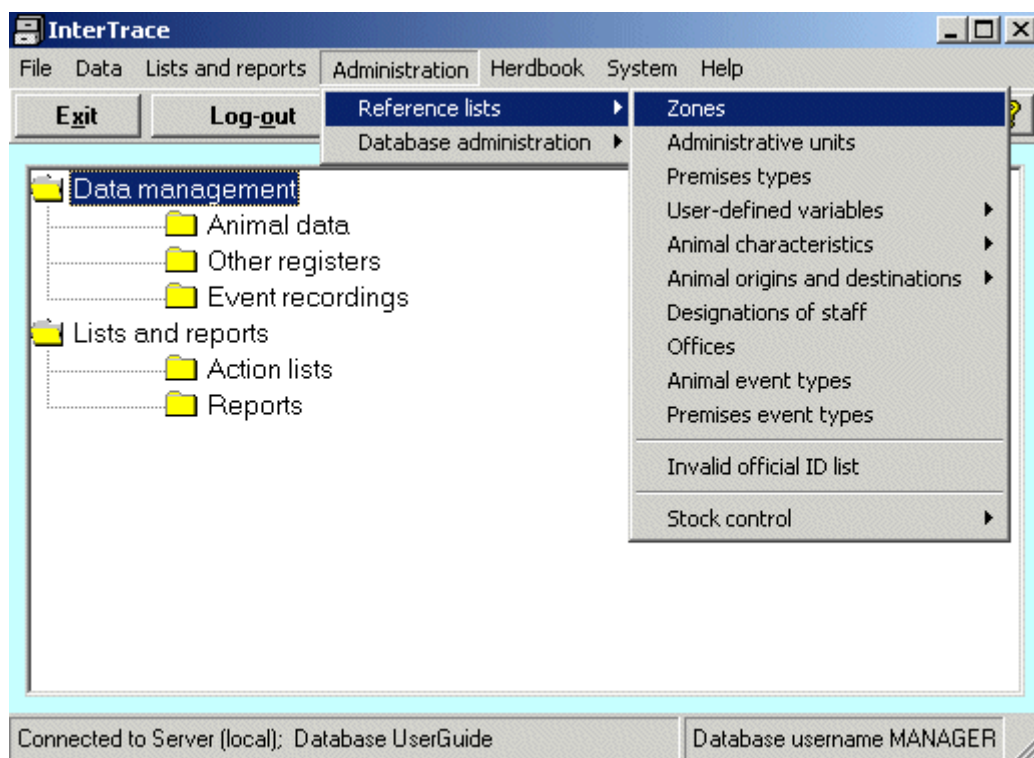 InterTrace
File Data Lists and reports Administration Herdbook System Help
Exit Log-out ?
Reference lists
Database administration
Zones
Administrative units
Premises types
User-defined variables
Animal characteristics
Animal origins and destinations
Designations of staff
Offices
Animal event types
Premises event types
Invalid official ID list
Stock control
Data management
Animal data
Other registers
Event recordings
Lists and reports
Action lists
Reports
Connected to Server (local); Database UserGuide Database username MANAGER